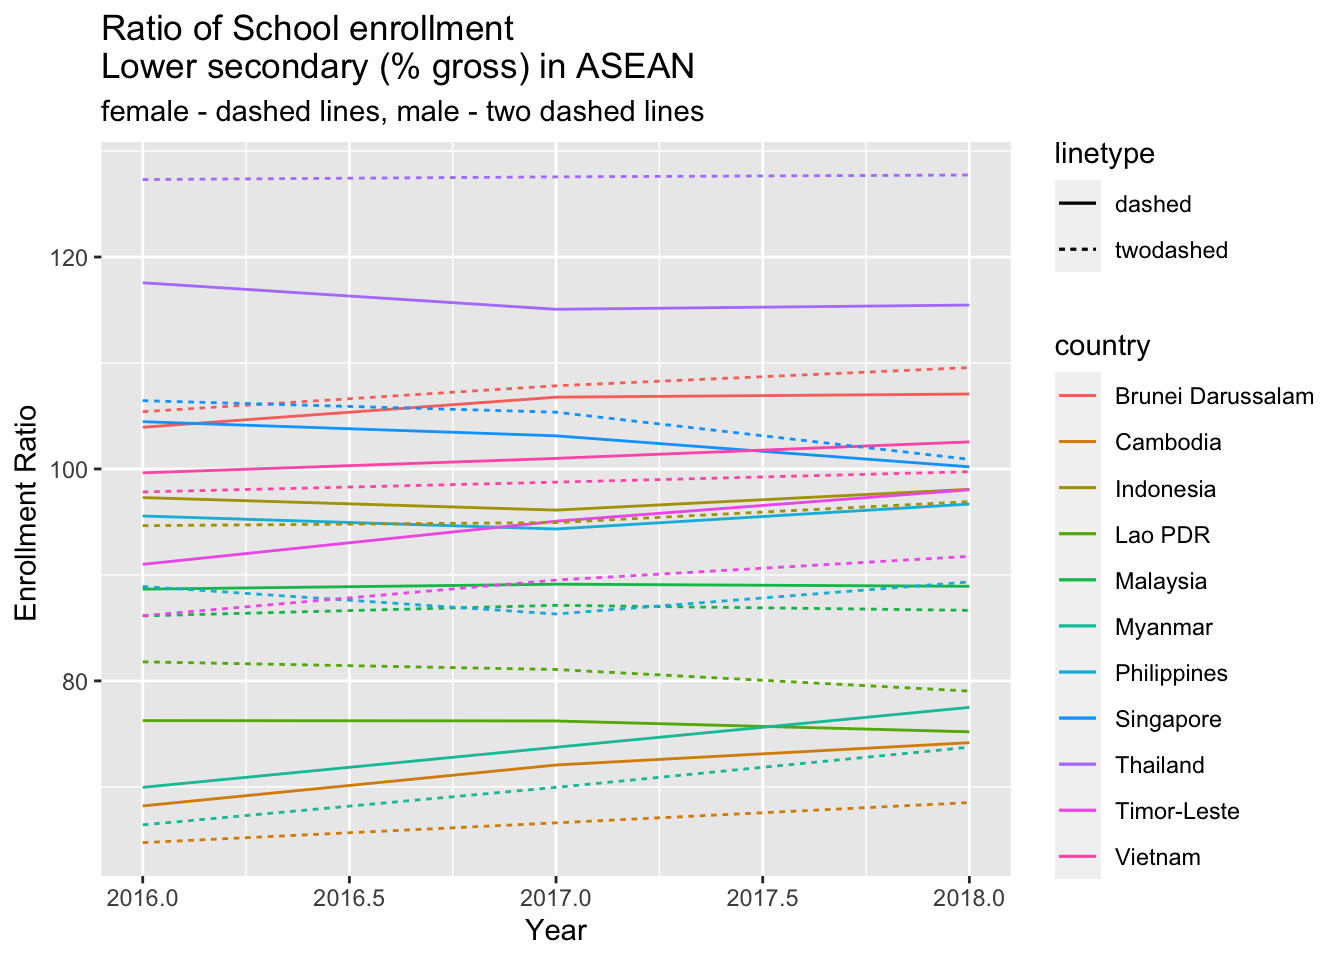 Ratio of School enrollment
Lower secondary (% gross) in ASEAN
female - dashed lines, male - two dashed lines
120
100
80
Enrollment Ratio
2016.0 2016.5 2017.0 2017.5 2018.0
Year
linetype
dashed
twodashed
country
Brunei Darussalam
Cambodia
Indonesia
Lao PDR
Malaysia
Myanmar
Philippines
Singapore
Thailand
Timor-Leste
Vietnam